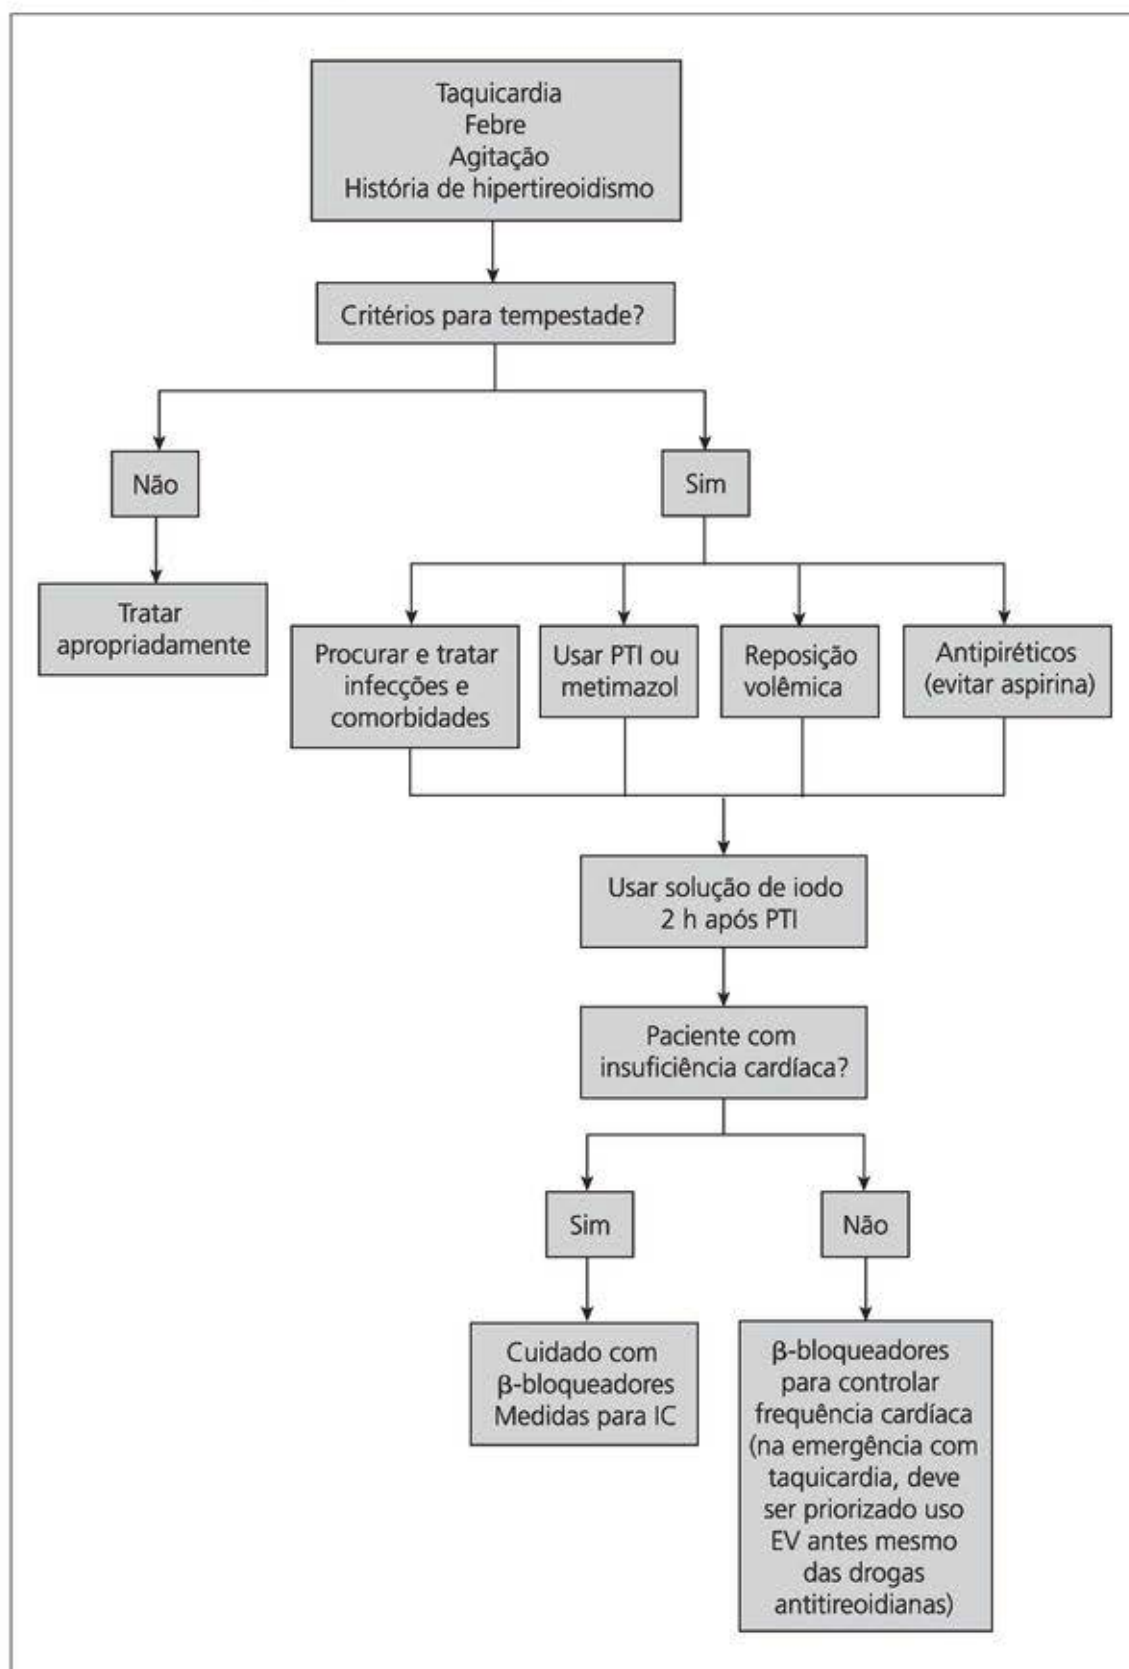 Taquicardia
Febre
Agitação
História de hipertireoidismo
Critérios para tempestade?
Não
Sim
Tratar
apropriadamente
Procurar e tratar
infecções e
comorbidades
Usar PTI ou
metimazol
Reposição
volêmica
Antipiréticos
(evitar aspirina)
Usar solução de iodo
2 h após PTI
Paciente com
insuficiência cardíaca?
Sim
Não
Cuidado com
β-bloqueadores
Medidas para IC
β-bloqueadores
para controlar
frequência cardíaca
(na emergência com
taquicardia, deve
ser priorizado uso
EV antes mesmo
das drogas
antitireoidianas)